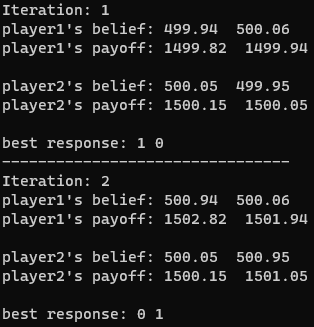 Iteration: 1
player1's belief: 499.94  500.06
player1's payoff: 1499.82  1499.94
player2's belief: 500.05  499.95
player2's payoff: 1500.15  1500.05
best response: 1 0
--------------------------------
Iteration: 2
player1's belief: 500.94  500.06
player1's payoff: 1502.82  1501.94
player2's belief: 500.05  500.95
player2's payoff: 1500.15  1501.05
best response: 0 1